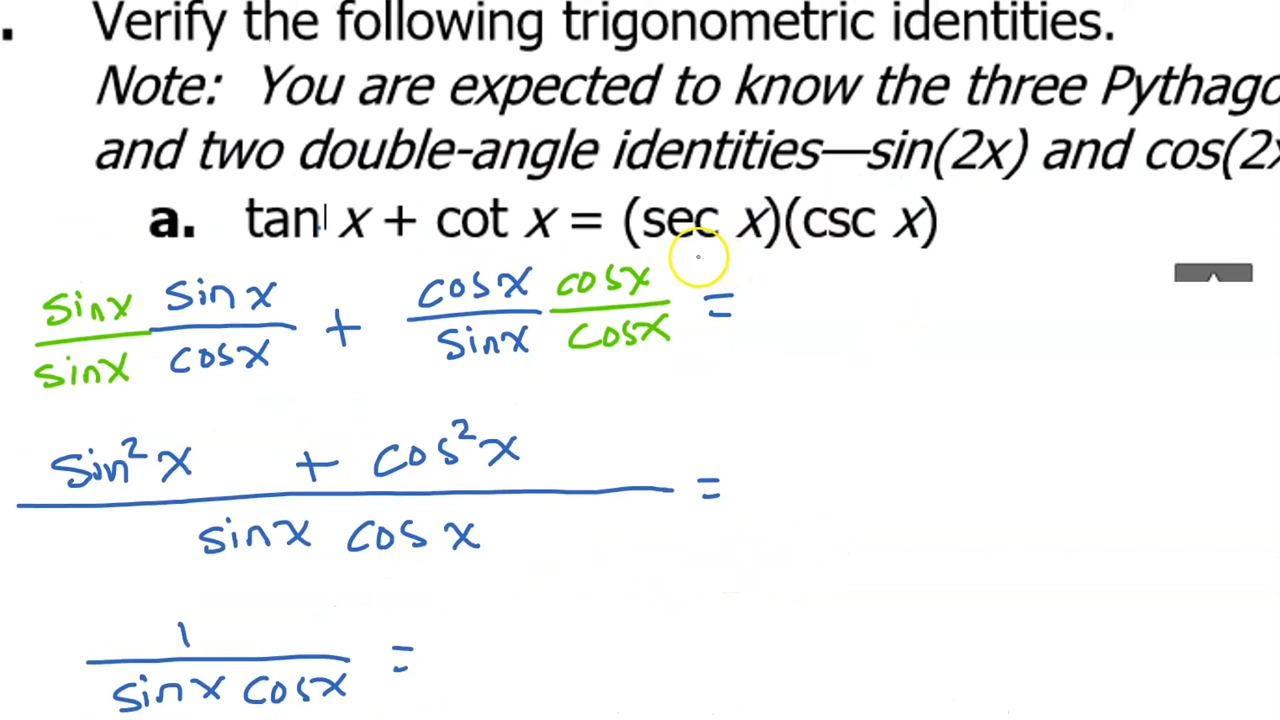 . Verify the following trigonometric identities.
Note: You are expected to know the three Pythago
and two double-angle identities—sin(2x) and cos(2x
a. tan x + cot x = (sec x)(csc x)
sinx/sinx sinx/cosx + cosx/sinx cosx/cosx =
sin²x + cos²x / sinx cosx =
1 / sinx cosx =